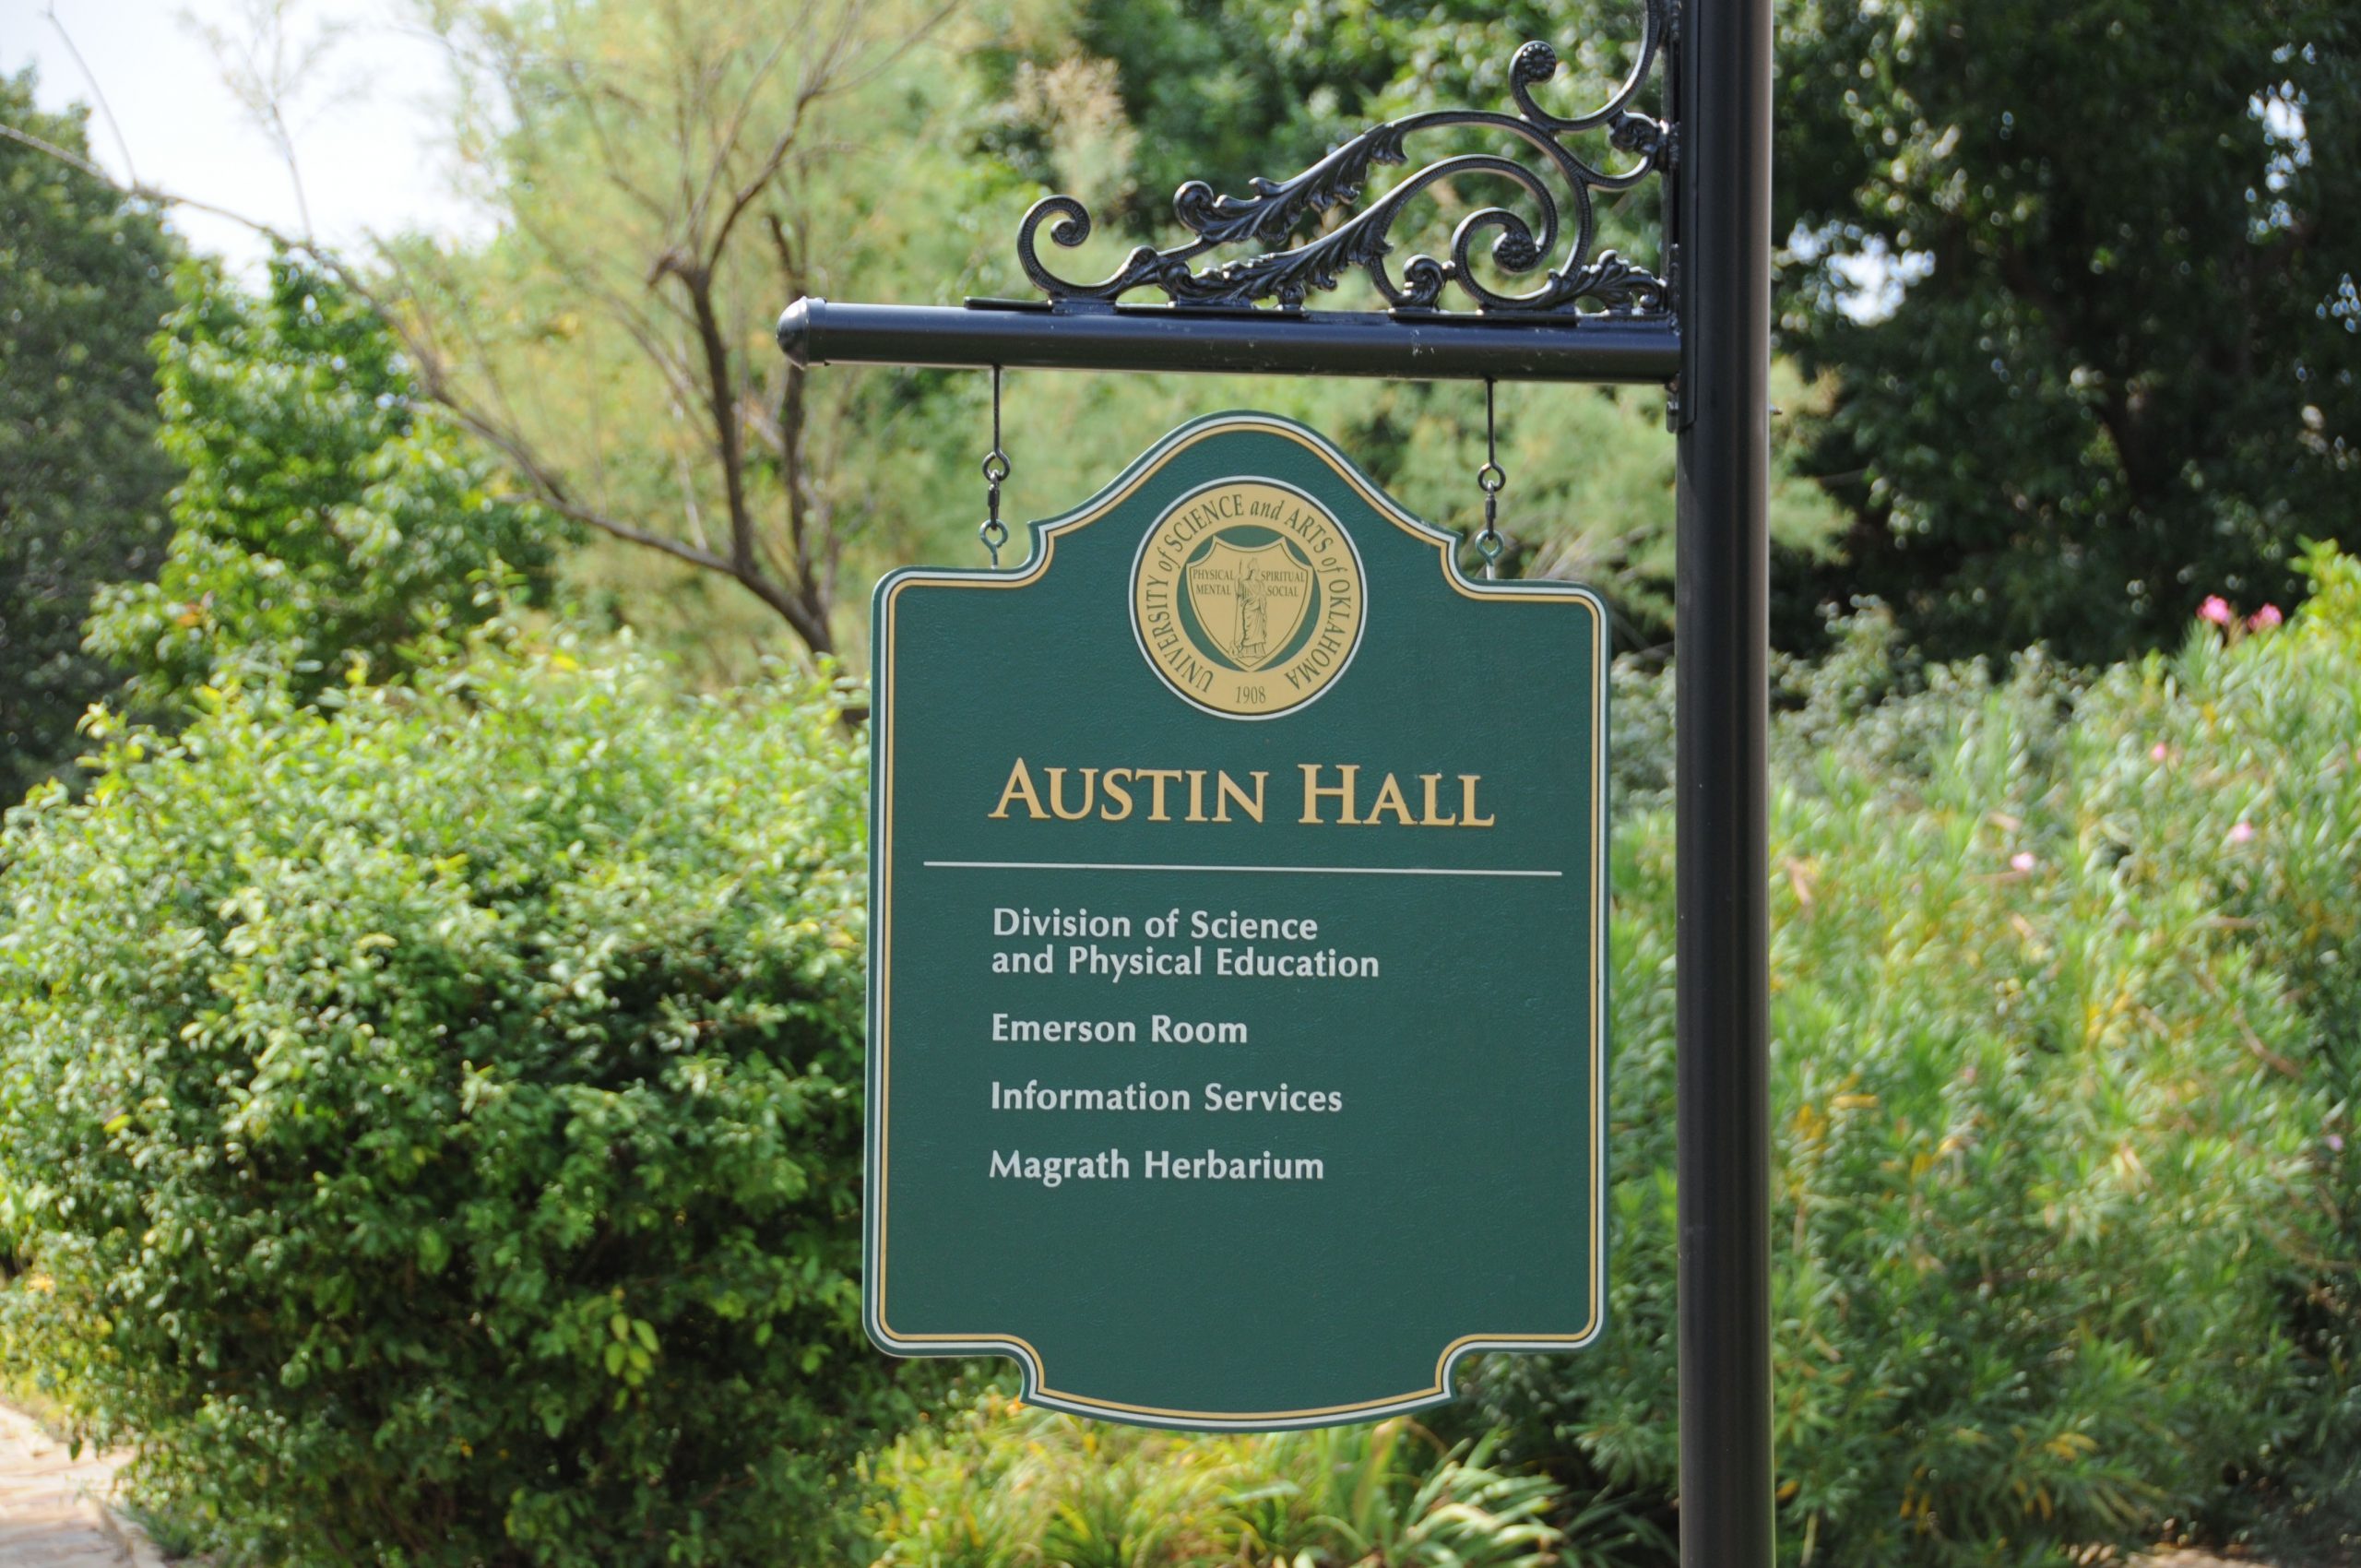 UNIVERSITY of SCIENCE and ARTS of OKLAHOMA
PHYSICAL SPIRITUAL
MENTAL SOCIAL
1908
AUSTIN HALL
Division of Science
and Physical Education
Emerson Room
Information Services
Magrath Herbarium